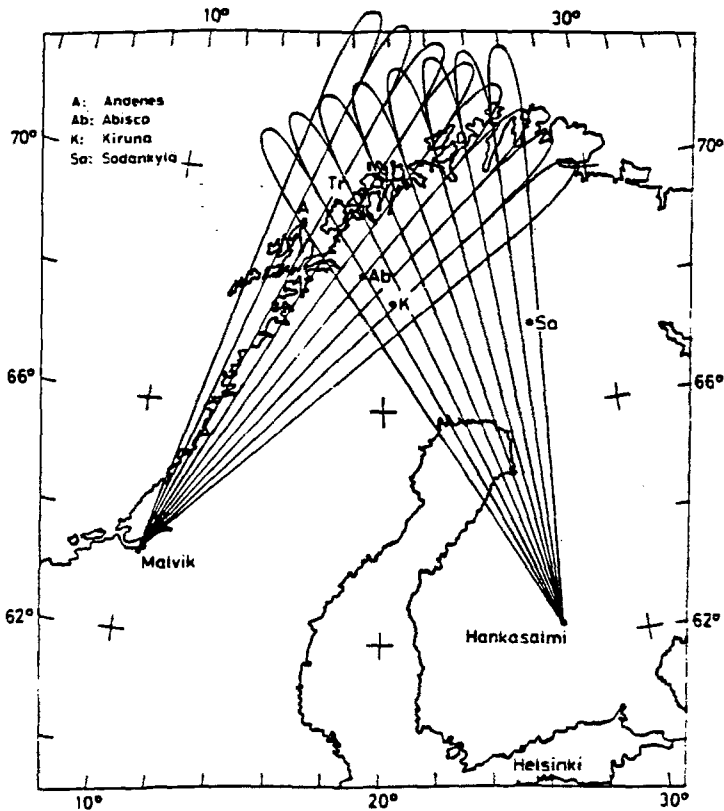 10°
30°
A: Andenes
Ab: Abisco
K: Kiruna
Sa: Sodankyla
70°
70°
Tr
A
Ab
K
Sa
66°
66°
Malvik
62°
62°
Hankasalmi
Helsinki
10°
20°
30°